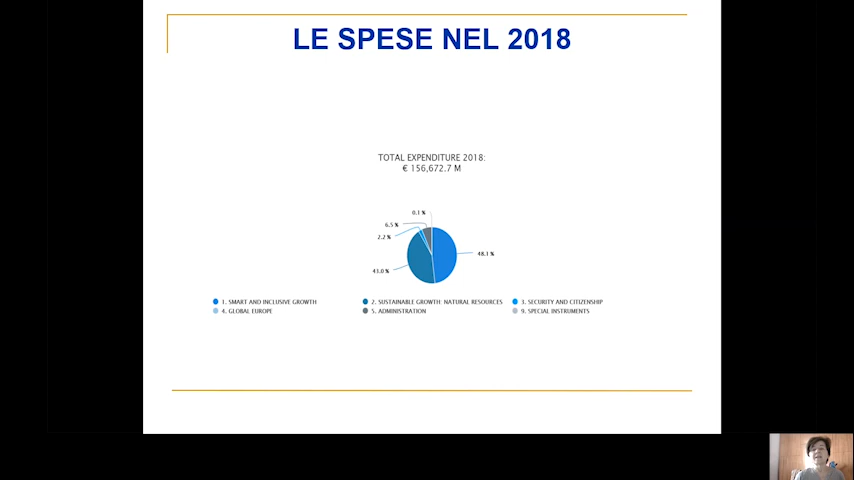 LE SPESE NEL 2018
TOTAL EXPENDITURE 2018:
€ 156,672.7 M
0.1 %
6.5 %
2.2 %
48.1 %
43.0 %
1. SMART AND INCLUSIVE GROWTH
2. SUSTAINABLE GROWTH: NATURAL RESOURCES
3. SECURITY AND CITIZENSHIP
4. GLOBAL EUROPE
5. ADMINISTRATION
9. SPECIAL INSTRUMENTS